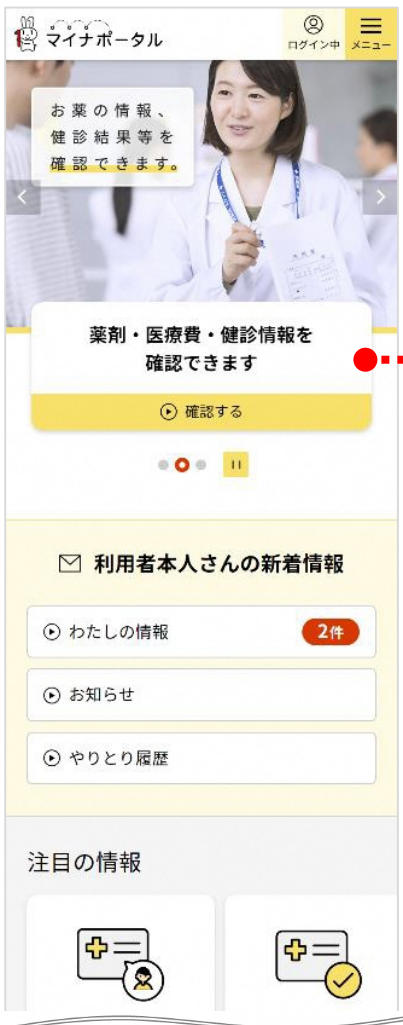 マイナポータル
ログイン中
メニュー
お薬の情報、
健診結果等を
確認できます。
薬剤・医療費・健診情報を
確認できます
確認する
利用者本人さんの新着情報
わたしの情報
2件
お知らせ
やりとり履歴
注目の情報